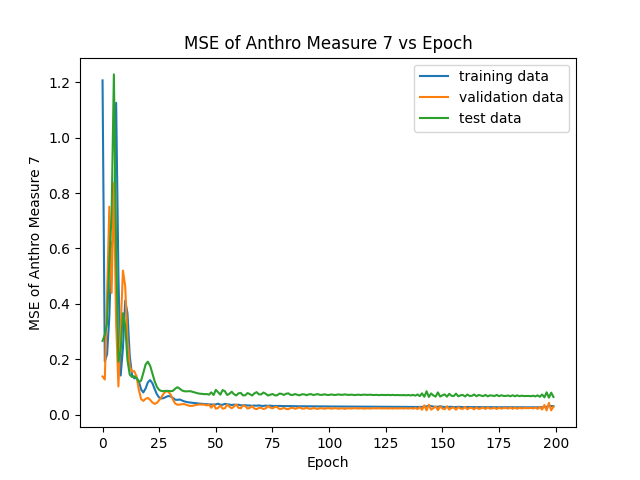 MSE of Anthro Measure 7 vs Epoch
training data
validation data
test data
MSE of Anthro Measure 7
1.2
1.0
0.8
0.6
0.4
0.2
0.0
0 25 50 75 100 125 150 175 200
Epoch